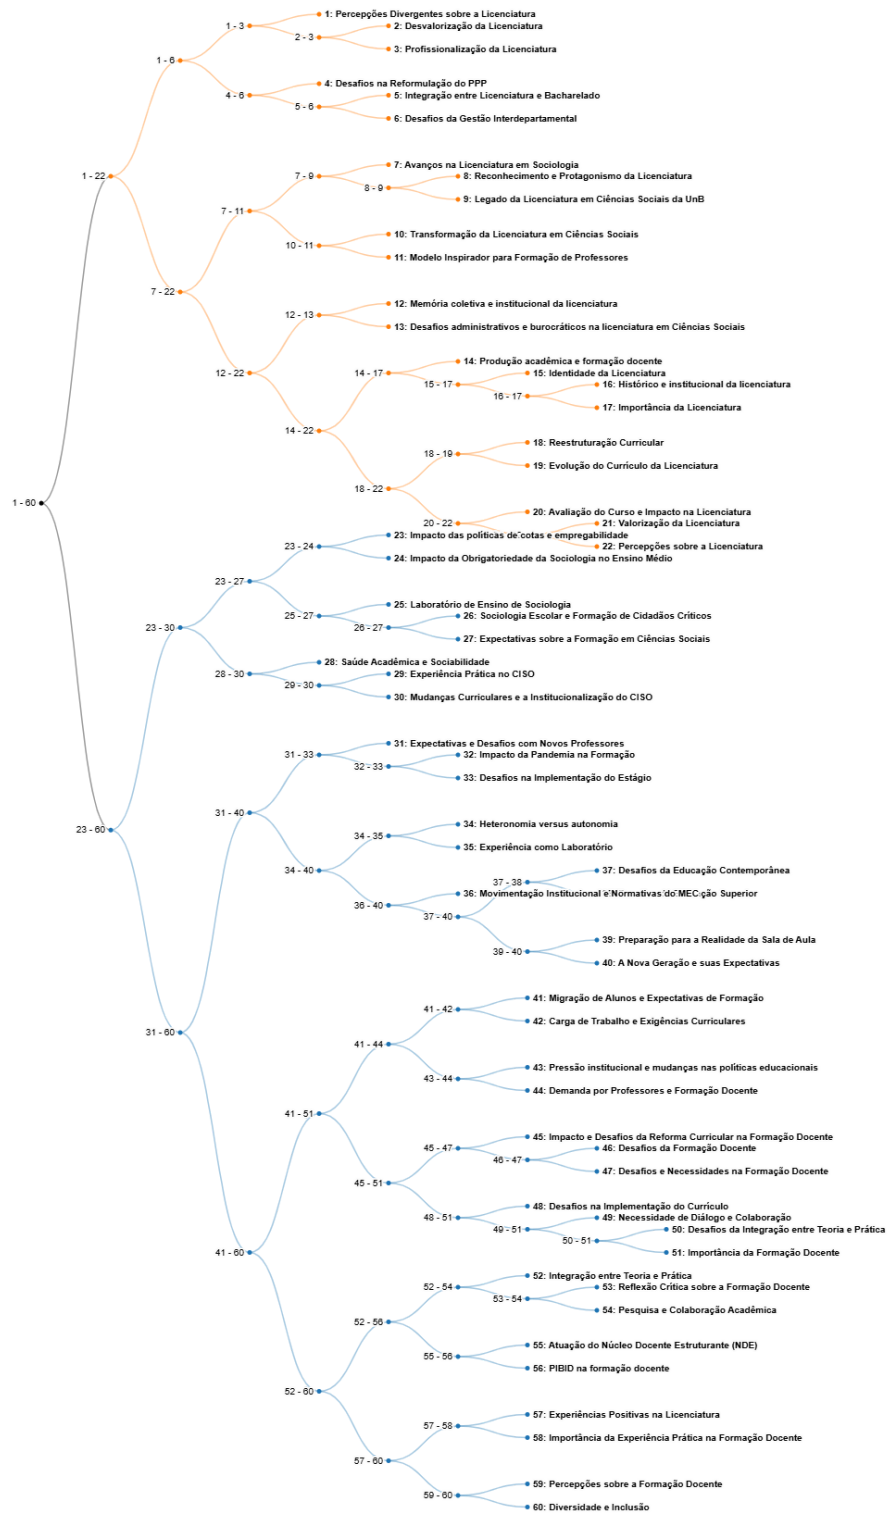 1: Percepções Divergentes sobre a Licenciatura
1 - 3
2: Desvalorização da Licenciatura
2 - 3
3: Profissionalização da Licenciatura
1 - 6
4: Desafios na Reformulação do PPP
4 - 6
5: Integração entre Licenciatura e Bacharelado
5 - 6
6: Desafios da Gestão Interdepartamental
7: Avanços na Licenciatura em Sociologia
1 - 22
7 - 9
8: Reconhecimento e Protagonismo da Licenciatura
8 - 9
9: Legado da Licenciatura em Ciências Sociais da UnB
7 - 11
10: Transformação da Licenciatura em Ciências Sociais
10 - 11
11: Modelo Inspirador para Formação de Professores
7 - 22
12: Memória coletiva e institucional da licenciatura
12 - 13
13: Desafios administrativos e burocráticos na licenciatura em Ciências Sociais
14: Produção acadêmica e formação docente
12 - 22
14 - 17
15: Identidade da Licenciatura
15 - 17
16: Histórico e institucional da licenciatura
16 - 17
17: Importância da Licenciatura
14 - 22
18: Reestruturação Curricular
18 - 19
19: Evolução do Currículo da Licenciatura
18 - 22
1 - 60
20: Avaliação do Curso e Impacto na Licenciatura
20 - 22
21: Valorização da Licenciatura
23: Impacto das políticas de cotas e empregabilidade
23 - 24
22: Percepções sobre a Licenciatura
24: Impacto da Obrigatoriedade da Sociologia no Ensino Médio
23 - 27
25: Laboratório de Ensino de Sociologia
25 - 27
26: Sociologia Escolar e Formação de Cidadãos Críticos
23 - 30
26 - 27
27: Expectativas sobre a Formação em Ciências Sociais
28: Saúde Acadêmica e Sociabilidade
28 - 30
29: Experiência Prática no CISO
29 - 30
30: Mudanças Curriculares e a Institucionalização do CISO
31: Expectativas e Desafios com Novos Professores
31 - 33
32: Impacto da Pandemia na Formação
32 - 33
33: Desafios na Implementação do Estágio
31 - 40
34: Heteronomia versus autonomia
23 - 60
34 - 35
35: Experiência como Laboratório
34 - 40
37: Desafios da Educação Contemporânea
37 - 38
36: Movimentação Institucional e Normativas do MEC
ção Superior
36 - 40
37 - 40
39: Preparação para a Realidade da Sala de Aula
39 - 40
40: A Nova Geração e suas Expectativas
41: Migração de Alunos e Expectativas de Formação
41 - 42
42: Carga de Trabalho e Exigências Curriculares
31 - 60
41 - 44
43: Pressão institucional e mudanças nas políticas educacionais
43 - 44
44: Demanda por Professores e Formação Docente
41 - 51
45: Impacto e Desafios da Reforma Curricular na Formação Docente
45 - 47
46: Desafios da Formação Docente
46 - 47
47: Desafios e Necessidades na Formação Docente
45 - 51
48: Desafios na Implementação do Currículo
48 - 51
49: Necessidade de Diálogo e Colaboração
49 - 51
50: Desafios da Integração entre Teoria e Prática
50 - 51
51: Importância da Formação Docente
41 - 60
52: Integração entre Teoria e Prática
52 - 54
53: Reflexão Crítica sobre a Formação Docente
53 - 54
54: Pesquisa e Colaboração Acadêmica
52 - 56
55: Atuação do Núcleo Docente Estruturante (NDE)
55 - 56
56: PIBID na formação docente
52 - 60
57: Experiências Positivas na Licenciatura
57 - 58
58: Importância da Experiência Prática na Formação Docente
57 - 60
59: Percepções sobre a Formação Docente
59 - 60
60: Diversidade e Inclusão